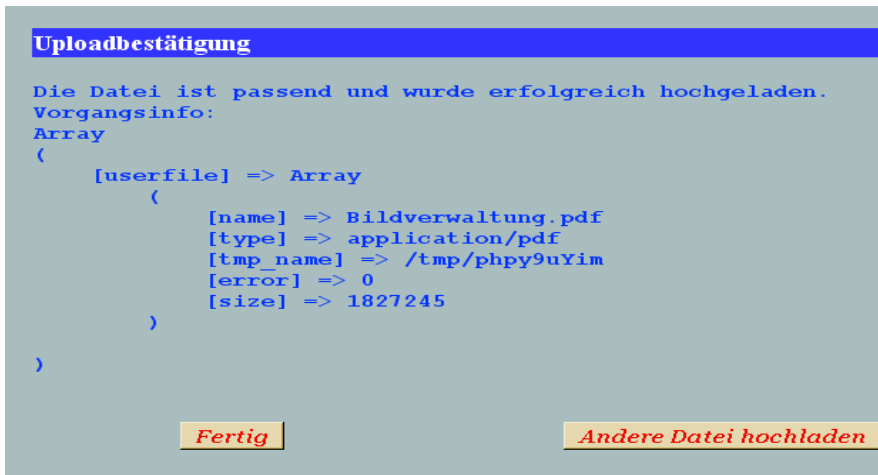 Uploadbestätigung
Die Datei ist passend und wurde erfolgreich hochgeladen.
Vorgangsinfo:
Array
(
[userfile] => Array
(
[name] => Bildverwaltung.pdf
[type] => application/pdf
[tmp_name] => /tmp/phpy9uYim
[error] => 0
[size] => 1827245
)
)
Fertig Andere Datei hochladen